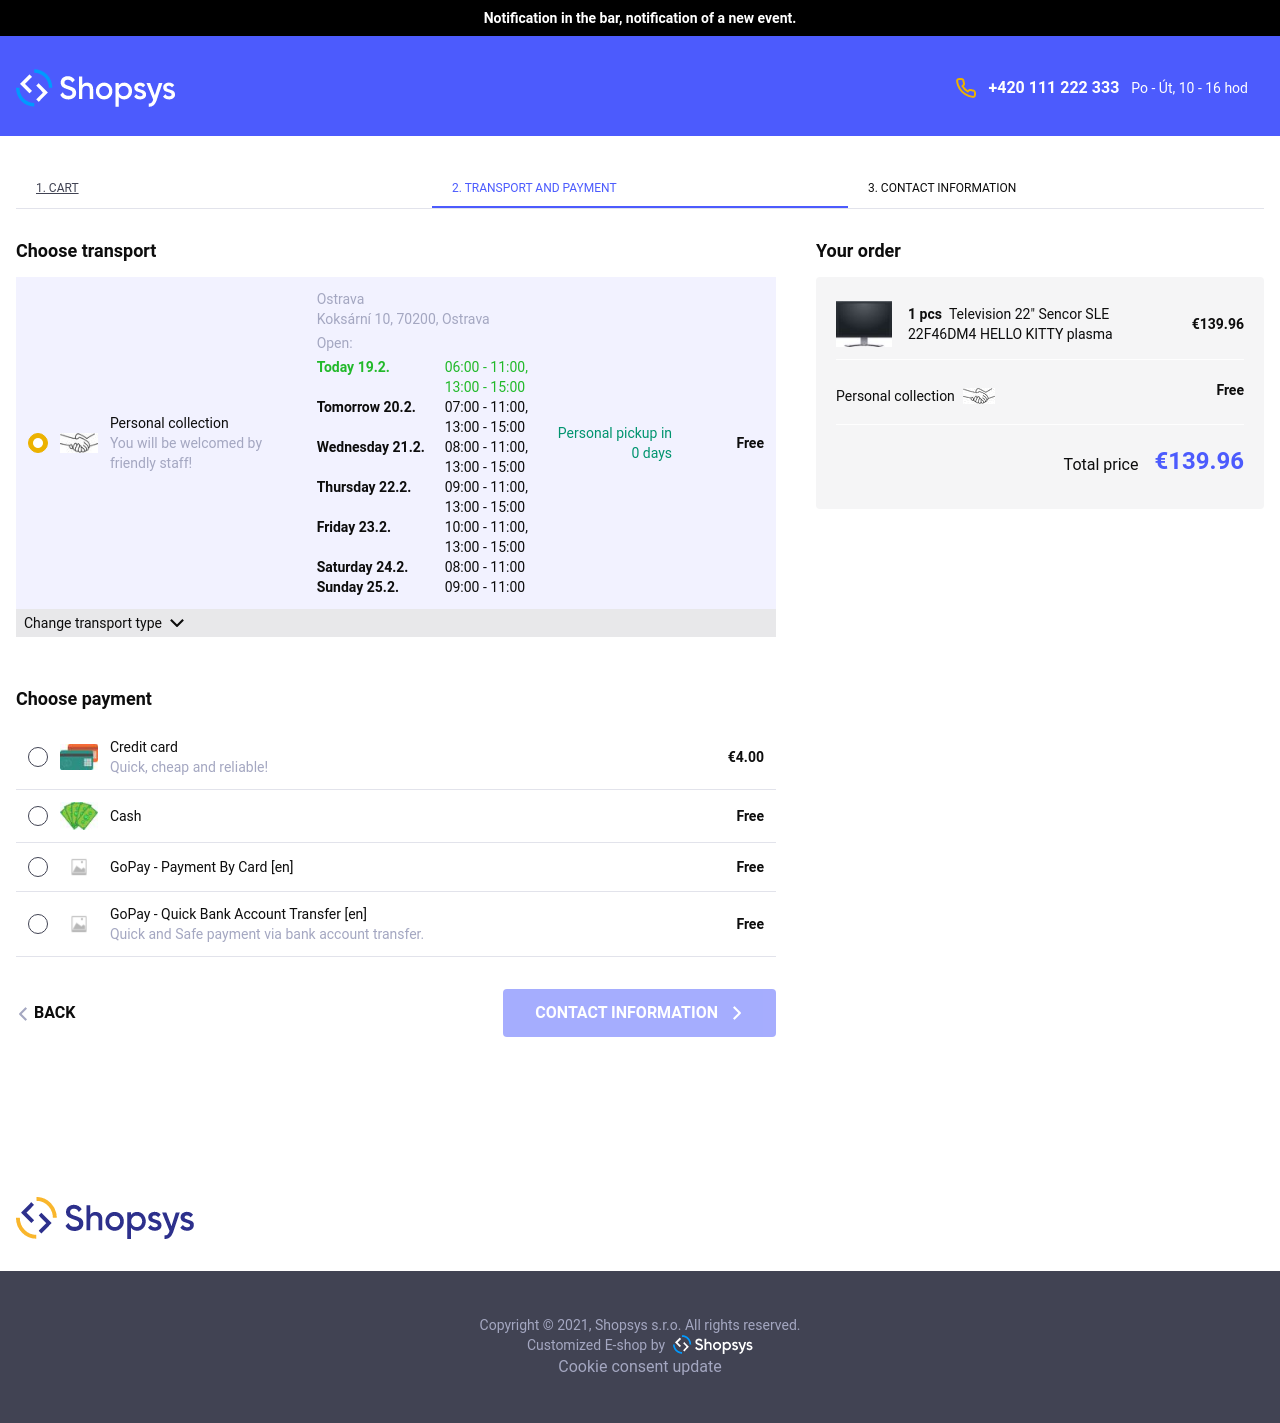 Notification in the bar, notification of a new event.
Shopsys
+420 111 222 333 Po - Út, 10 - 16 hod
1. CART
2. TRANSPORT AND PAYMENT
3. CONTACT INFORMATION
Choose transport
Personal collection
You will be welcomed by
friendly staff!
Ostrava
Koksární 10, 70200, Ostrava
Open:
Today 19.2. 06:00 - 11:00,
13:00 - 15:00
Tomorrow 20.2. 07:00 - 11:00,
13:00 - 15:00
Wednesday 21.2. 08:00 - 11:00,
13:00 - 15:00
Thursday 22.2. 09:00 - 11:00,
13:00 - 15:00
Friday 23.2. 10:00 - 11:00,
13:00 - 15:00
Saturday 24.2. 08:00 - 11:00
Sunday 25.2. 09:00 - 11:00
Personal pickup in
0 days
Free
Change transport type
Your order
1 pcs Television 22" Sencor SLE
22F46DM4 HELLO KITTY plasma
€139.96
Personal collection
Free
Total price €139.96
Choose payment
Credit card
Quick, cheap and reliable!
€4.00
Cash
Free
GoPay - Payment By Card [en]
Free
GoPay - Quick Bank Account Transfer [en]
Quick and Safe payment via bank account transfer.
Free
BACK
CONTACT INFORMATION
Shopsys
Copyright © 2021, Shopsys s.r.o. All rights reserved.
Customized E-shop by Shopsys
Cookie consent update